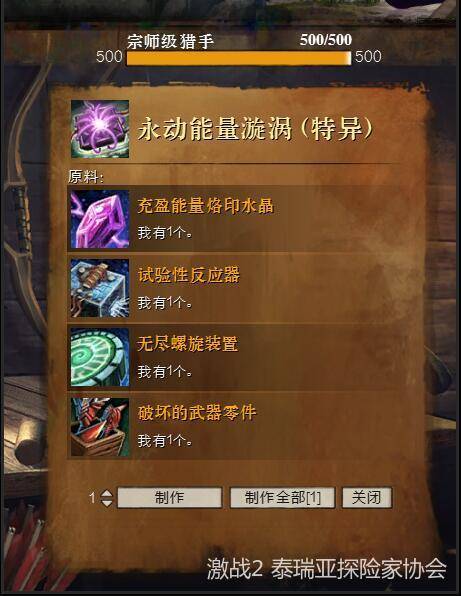 宗师级猎手 500/500
500 500
永动能量漩涡（特异）
原料：
充盈能量烙印水晶
我有1个。
试验性反应器
我有1个。
无尽螺旋装置
我有1个。
破坏的武器零件
我有1个。
1 制作 制作全部[1] 关闭
激战2 泰瑞亚探险家协会